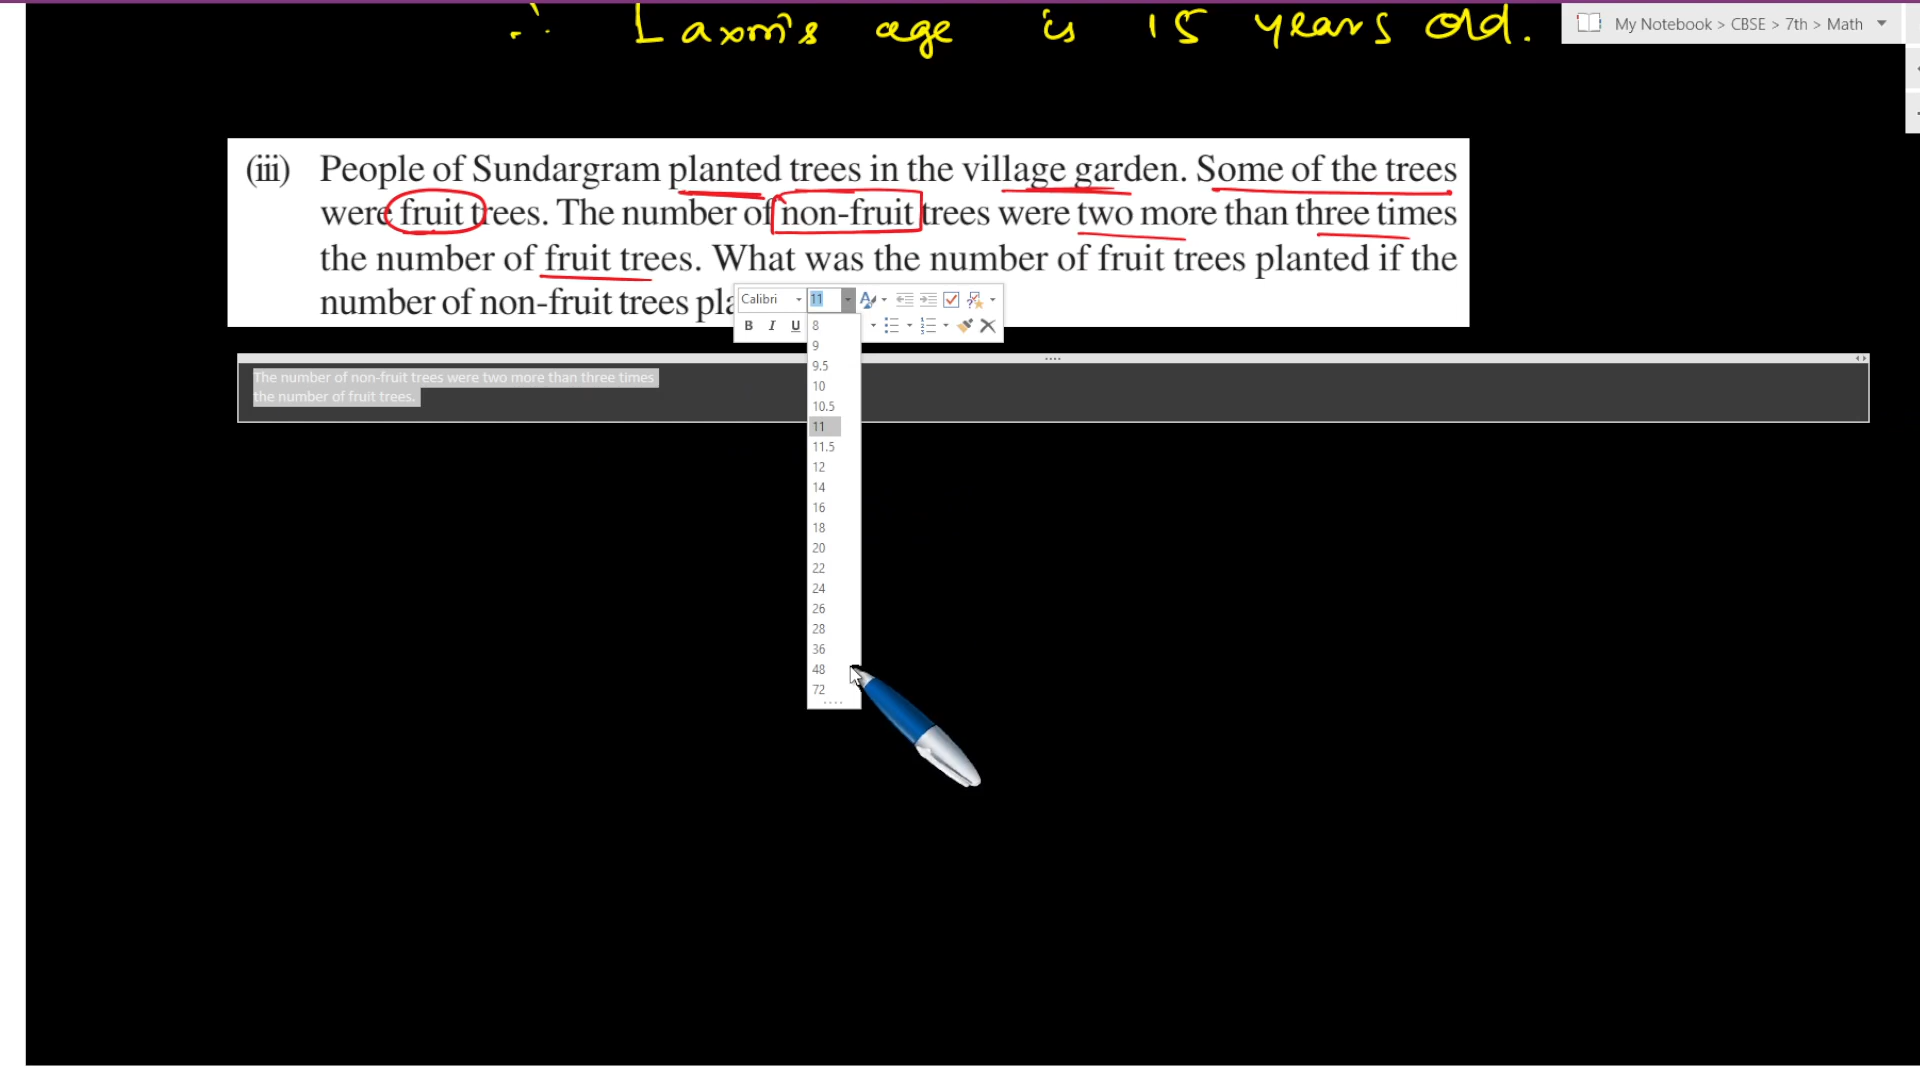 ∴ Laxmi's age is 15 years old.
My Notebook > CBSE > 7th > Math
(iii) People of Sundargram planted trees in the village garden. Some of the trees
were fruit trees. The number of non-fruit trees were two more than three times
the number of fruit trees. What was the number of fruit trees planted if the
number of non-fruit trees pla
Calibri 11
B I U
8
9
9.5
10
10.5
11
11.5
12
14
16
18
20
22
24
26
28
36
48
72
The number of non-fruit trees were two more than three times
the number of fruit trees.